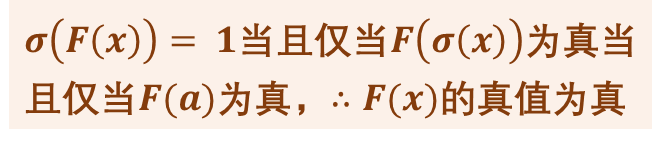 σ(F(x)) = 1当且仅当F(σ(x))为真当
且仅当F(a)为真，∴ F(x)的真值为真